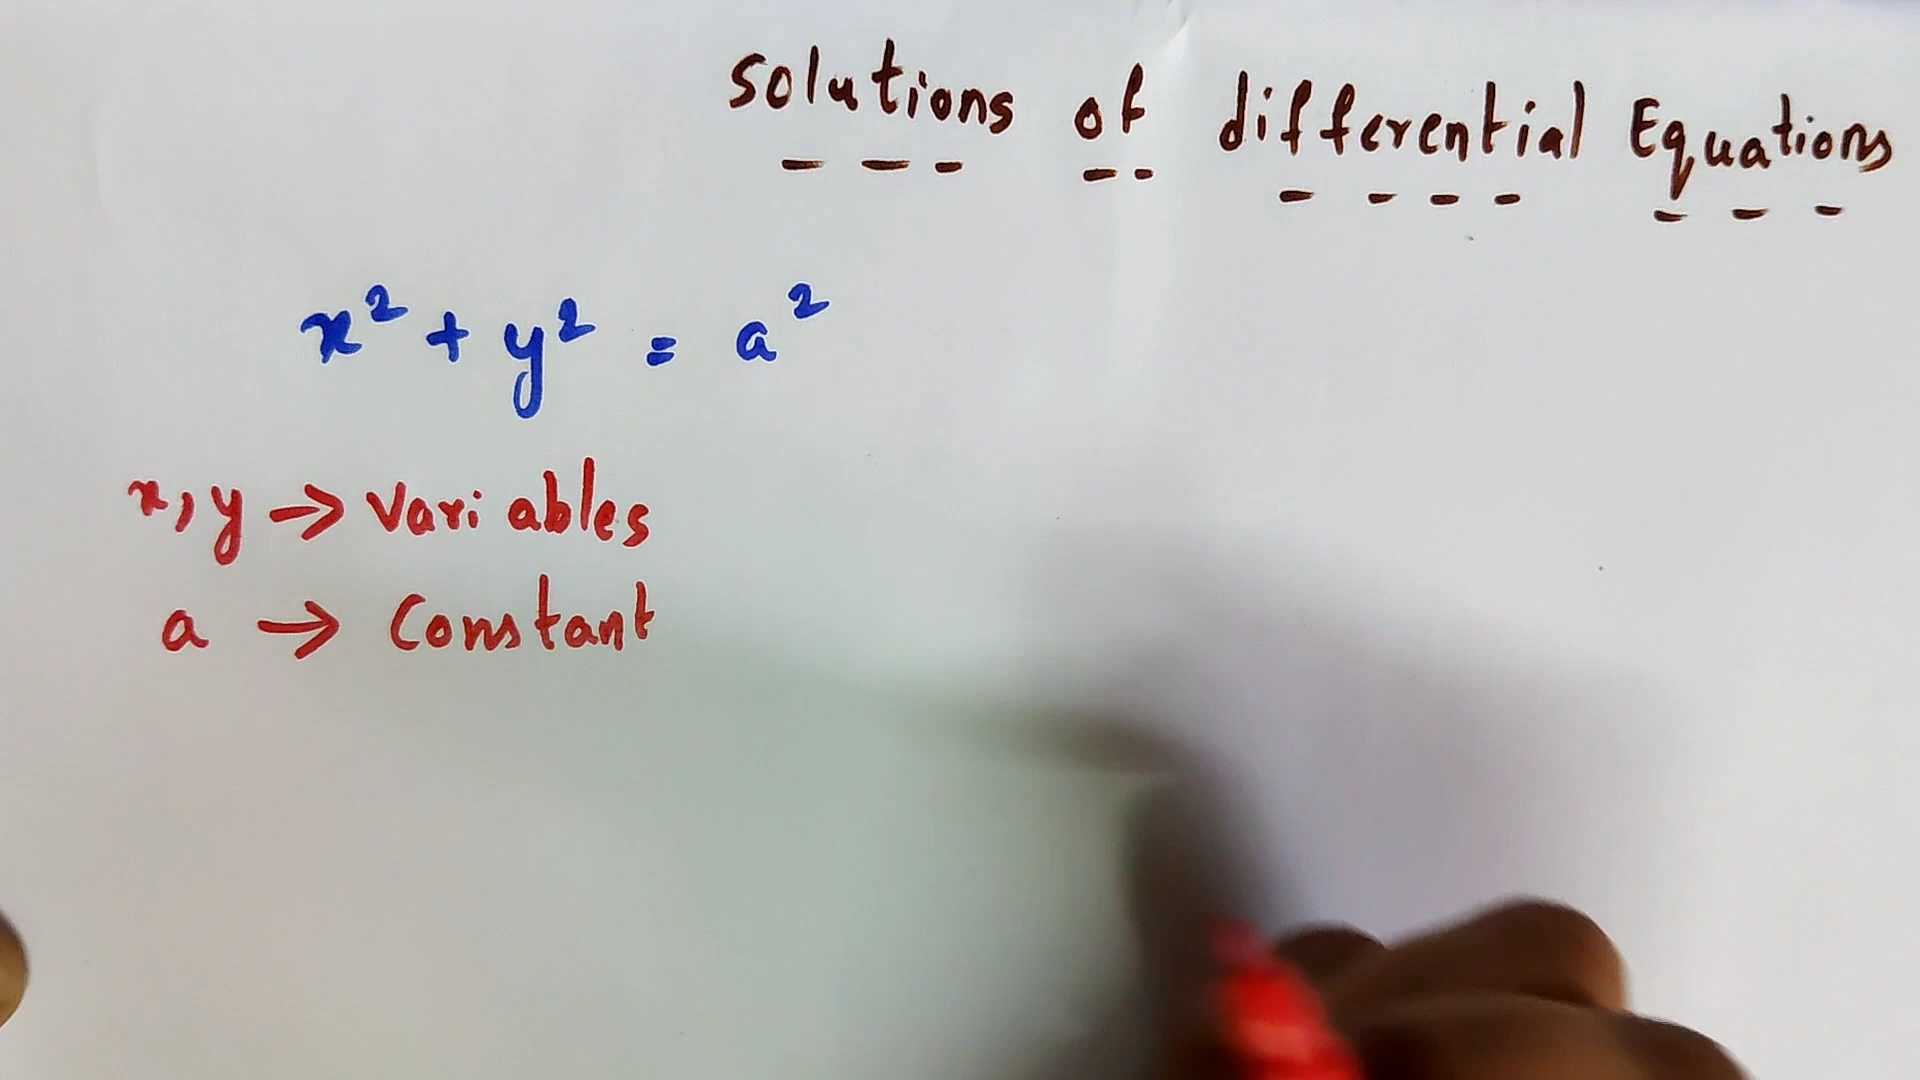 solutions of differential Equations
x² + y² = a²
x, y → Variables
a → Constant